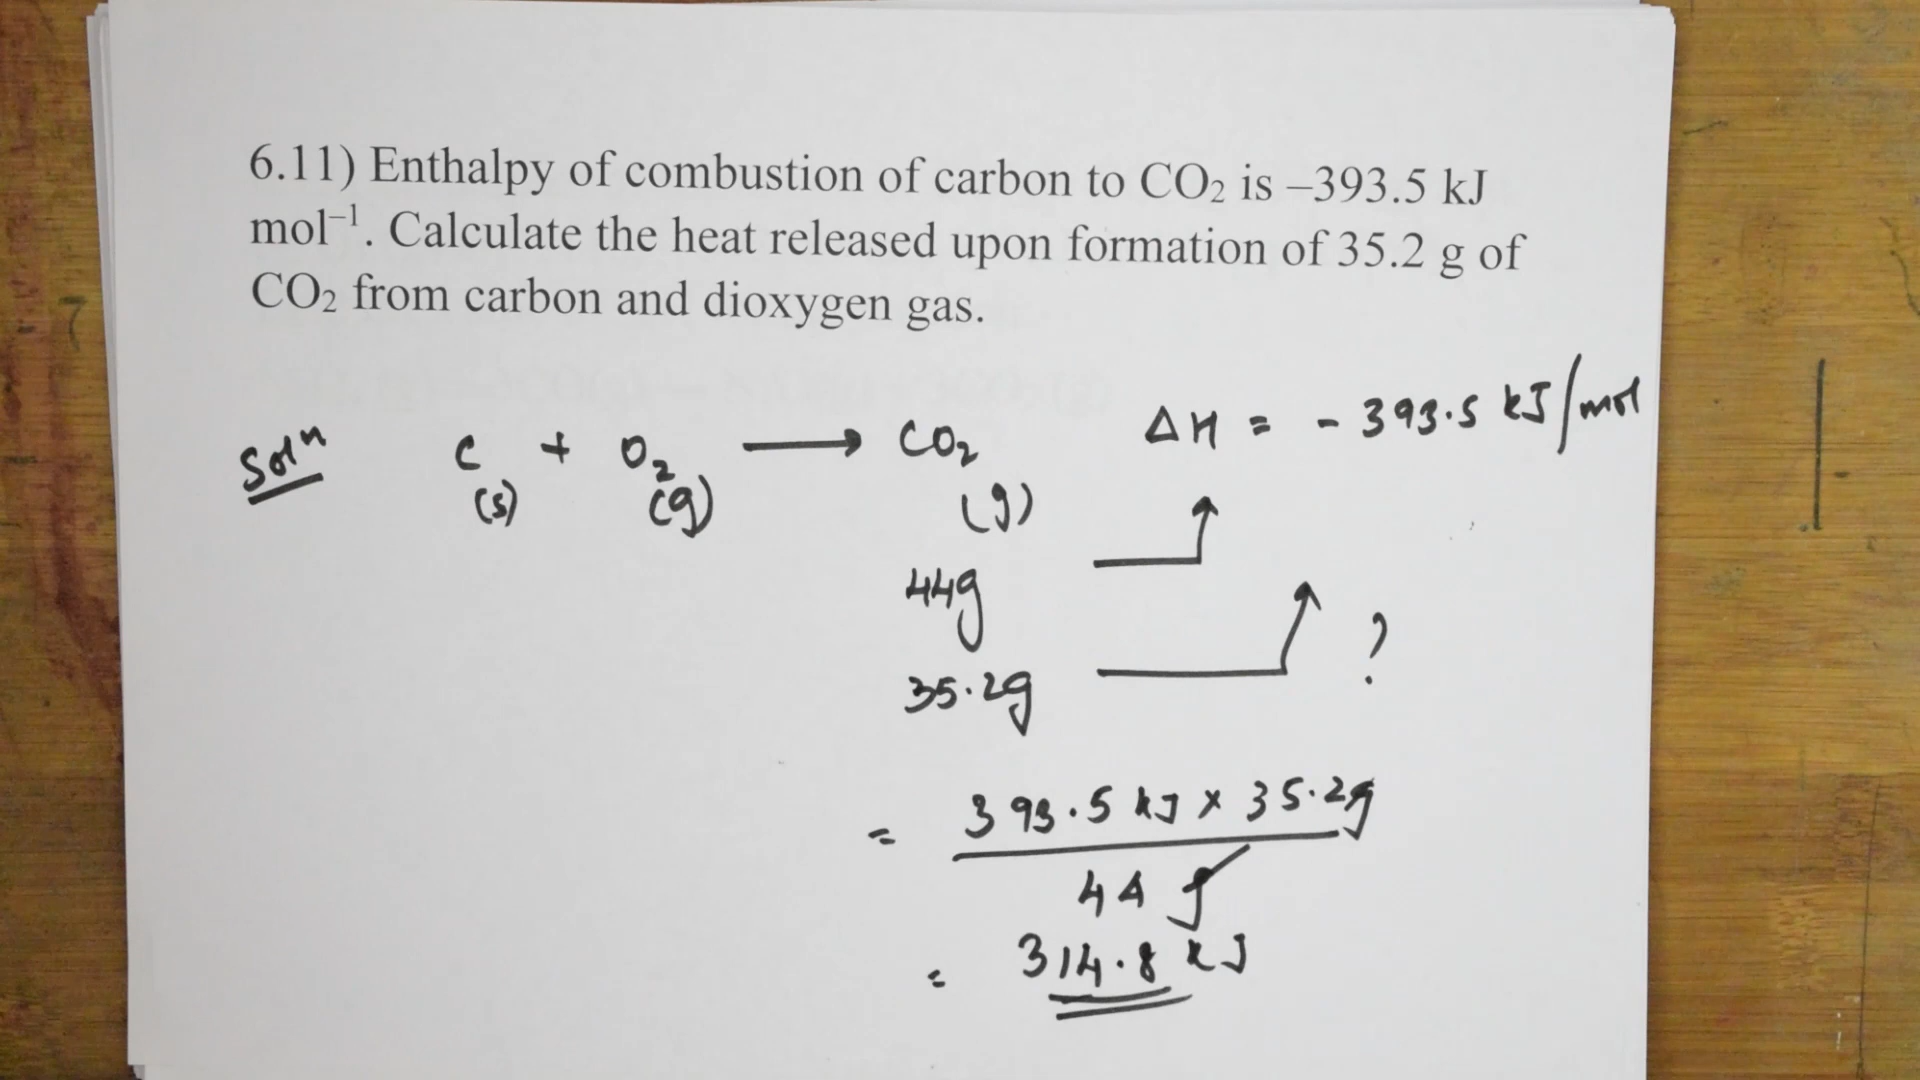 6.11) Enthalpy of combustion of carbon to CO₂ is –393.5 kJ
mol⁻¹. Calculate the heat released upon formation of 35.2 g of
CO₂ from carbon and dioxygen gas.
Solⁿ C(s) + O₂(g) ⟶ CO₂(g) ΔH = - 393.5 kJ/mol
44g
35.2g ?
= 393.5 kJ × 35.2g
44 g
= 314.8 kJ